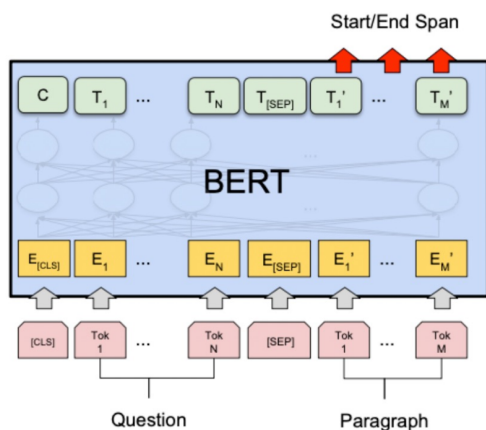 Start/End Span
C T1 ... TN T[SEP] T1' ... TM'
...
BERT
...
E[CLS] E1 ... EN E[SEP] E1' ... EM'
[CLS] Tok 1 ... Tok N [SEP] Tok 1 ... Tok M
Question Paragraph